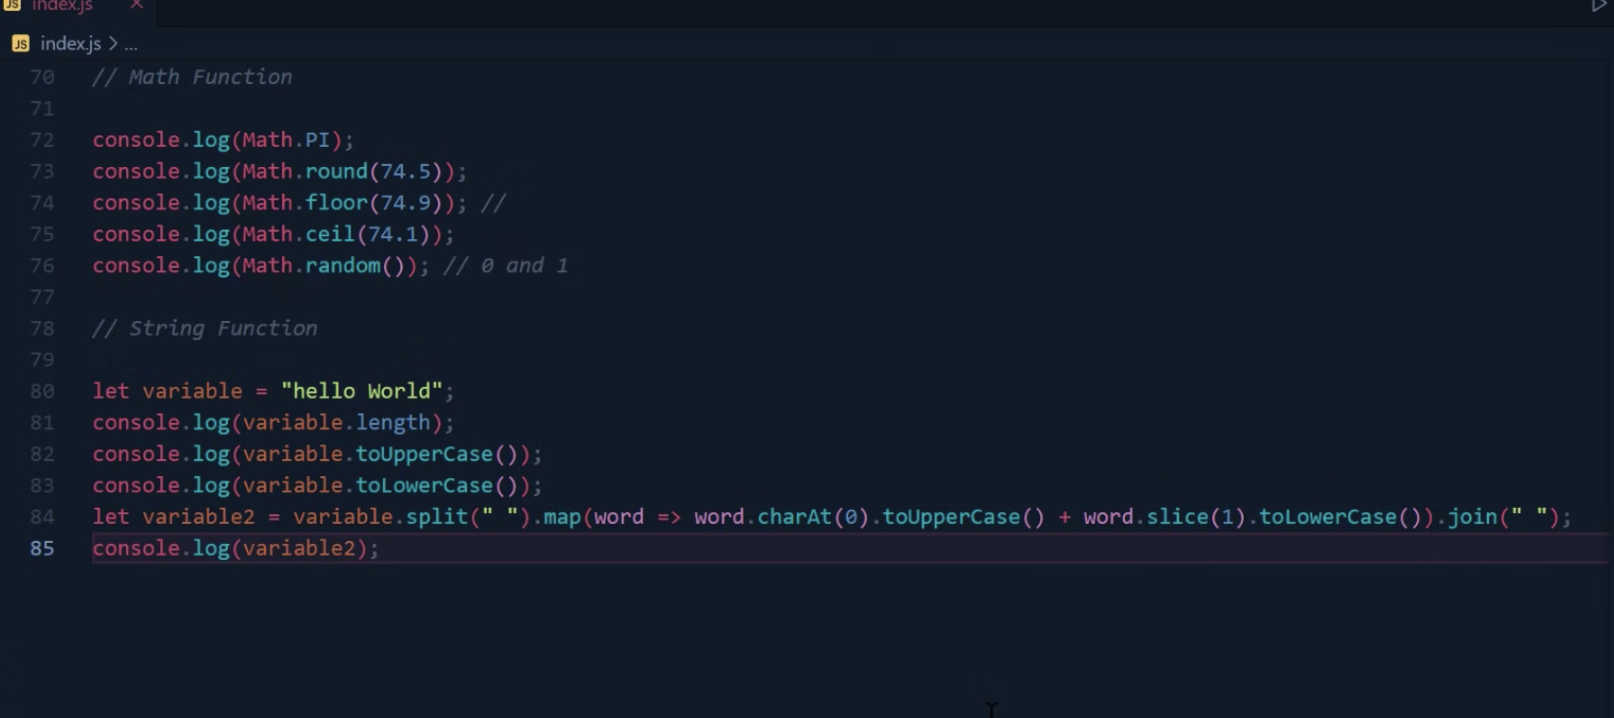 JS index.js ×
JS index.js > ...
70 // Math Function
71
72 console.log(Math.PI);
73 console.log(Math.round(74.5));
74 console.log(Math.floor(74.9)); //
75 console.log(Math.ceil(74.1));
76 console.log(Math.random()); // 0 and 1
77
78 // String Function
79
80 let variable = "hello World";
81 console.log(variable.length);
82 console.log(variable.toUpperCase());
83 console.log(variable.toLowerCase());
84 let variable2 = variable.split(" ").map(word => word.charAt(0).toUpperCase() + word.slice(1).toLowerCase()).join(" ");
85 console.log(variable2);